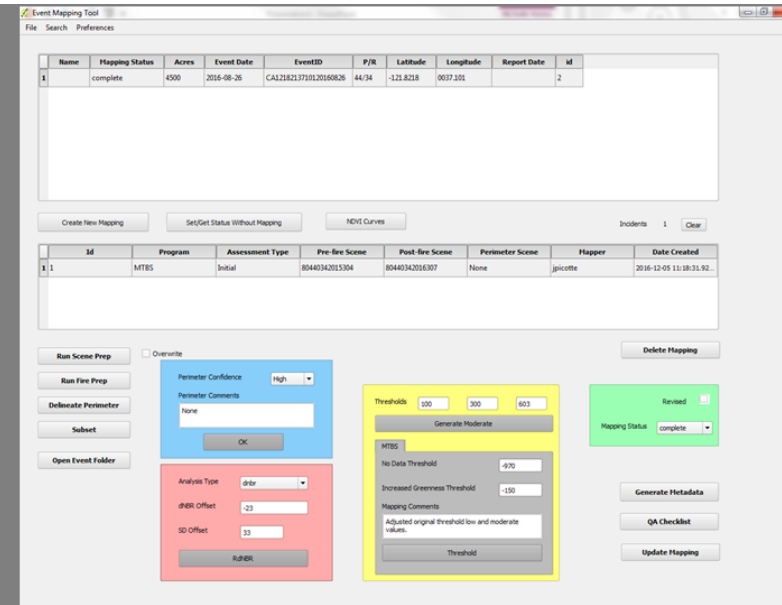 Event Mapping Tool
File Search Preferences
Name Mapping Status Acres Event Date EventID P/R Latitude Longitude Report Date id
1 complete 4500 2016-08-26 CA1218213710120160826 44/34 -121.8218 0037.101 2
Create New Mapping Set/Get Status Without Mapping NDVI Curves Incidents 1 Clear
Id Program Assessment Type Pre-fire Scene Post-fire Scene Perimeter Scene Mapper Date Created
1 1 MTBS Initial 80440342015304 80440342016307 None jpicotte 2016-12-05 11:18:31.92...
Run Scene Prep Overwrite Delete Mapping
Run Fire Prep
Delineate Perimeter
Subset
Open Event Folder
Perimeter Confidence High
Perimeter Comments
None
OK
Analysis Type dnbr
dNBR Offset -23
SD Offset 33
RdNBR
Thresholds 100 300 603
Generate Moderate
MTBS
No Data Threshold -970
Increased Greenness Threshold -150
Mapping Comments
Adjusted original threshold low and moderate
values.
Threshold
Revised
Mapping Status complete
Generate Metadata
QA Checklist
Update Mapping